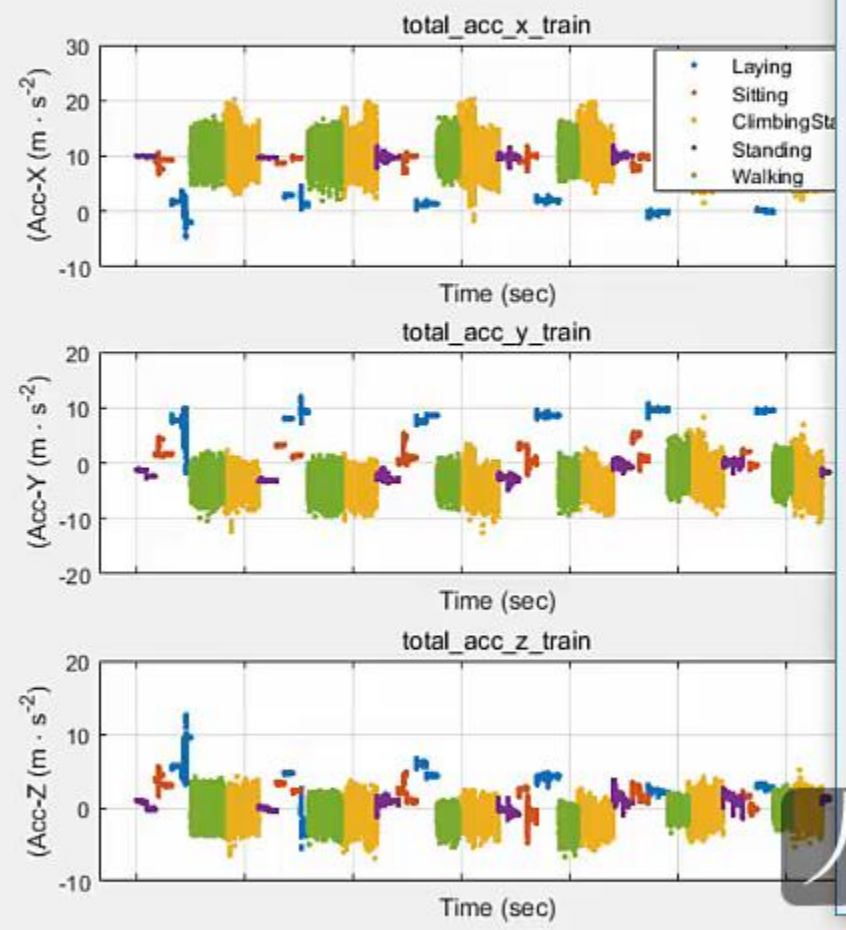 total_acc_x_train
30
20
10
0
-10
(Acc-X (m · s-2)
Laying
Sitting
ClimbingSta
Standing
Walking
Time (sec)
total_acc_y_train
20
10
0
-10
-20
(Acc-Y (m · s-2)
Time (sec)
total_acc_z_train
20
10
0
-10
(Acc-Z (m · s-2)
Time (sec)